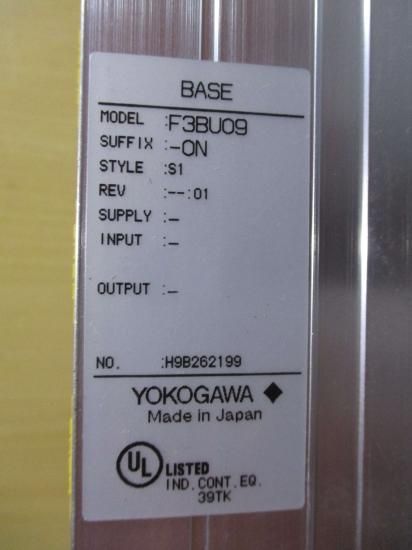 BASE
MODEL :F3BU09
SUFFIX :-0N
STYLE :S1
REV :--:01
SUPPLY :-
INPUT :-
OUTPUT :-
NO. :H9B262199
YOKOGAWA ◆
Made in Japan
UL LISTED
IND. CONT. EQ.
39TK